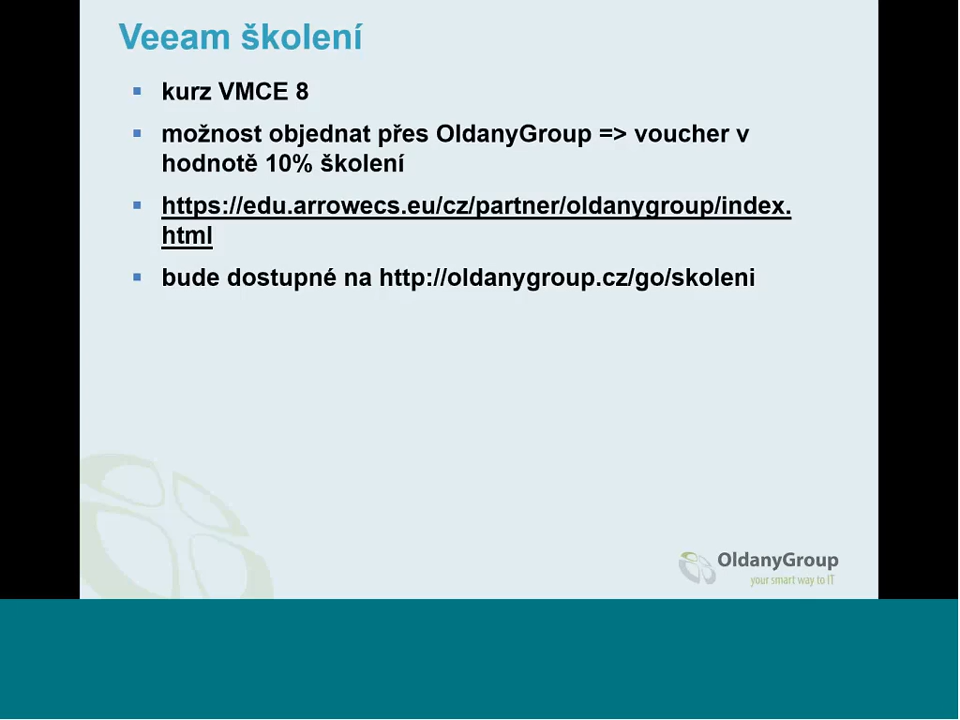 Veeam školení
kurz VMCE 8
možnost objednat přes OldanyGroup => voucher v
hodnotě 10% školení
https://edu.arrowecs.eu/cz/partner/oldanygroup/index.
html
bude dostupné na http://oldanygroup.cz/go/skoleni
OldanyGroup
your smart way to IT